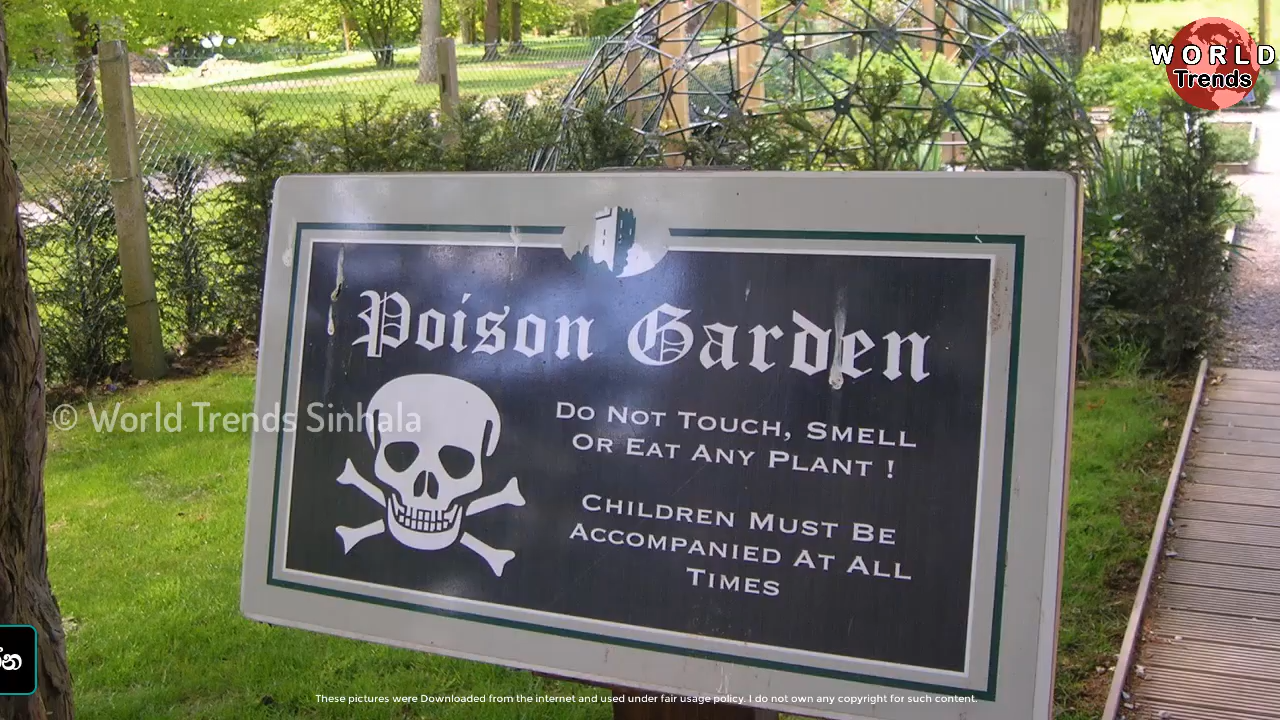 WORLD
Trends
Poison Garden
DO NOT TOUCH, SMELL
OR EAT ANY PLANT !
© World Trends Sinhala
CHILDREN MUST BE
ACCOMPANIED AT ALL
TIMES
These pictures were Downloaded from the internet and used under fair usage policy. I do not own any copyright for such content.